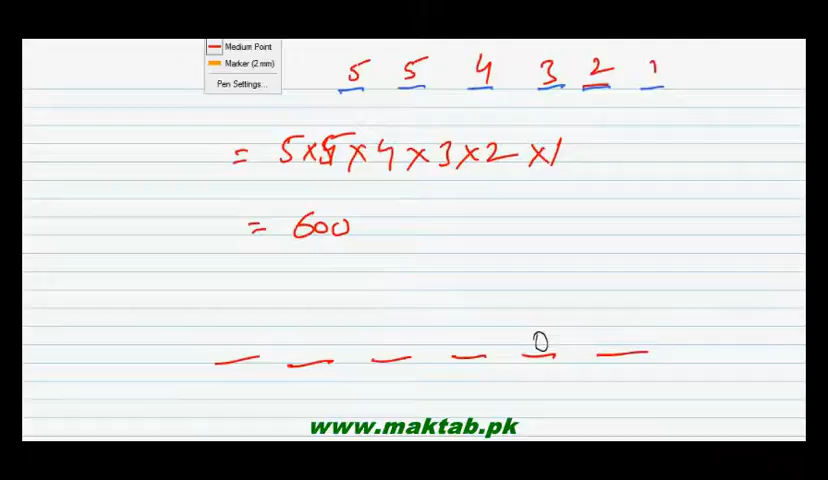 Medium Point
Marker (2 mm)
Pen Settings...
5 5 4 3 2 1
= 5 × 5 × 4 × 3 × 2 × 1
= 600
0
www.maktab.pk